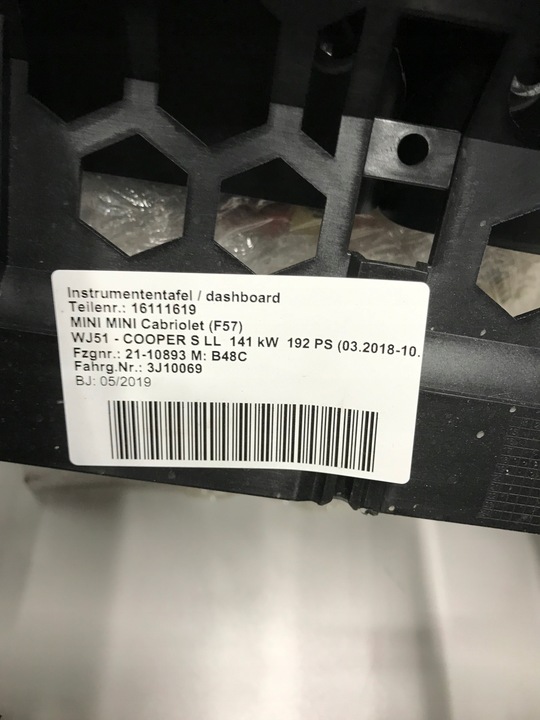 Instrumententafel / dashboard
Teilenr.: 16111619
MINI MINI Cabriolet (F57)
WJ51 - COOPER S LL 141 kW 192 PS (03.2018-10.
Fzgnr.: 21-10893 M: B48C
Fahrg.Nr.: 3J10069
BJ: 05/2019